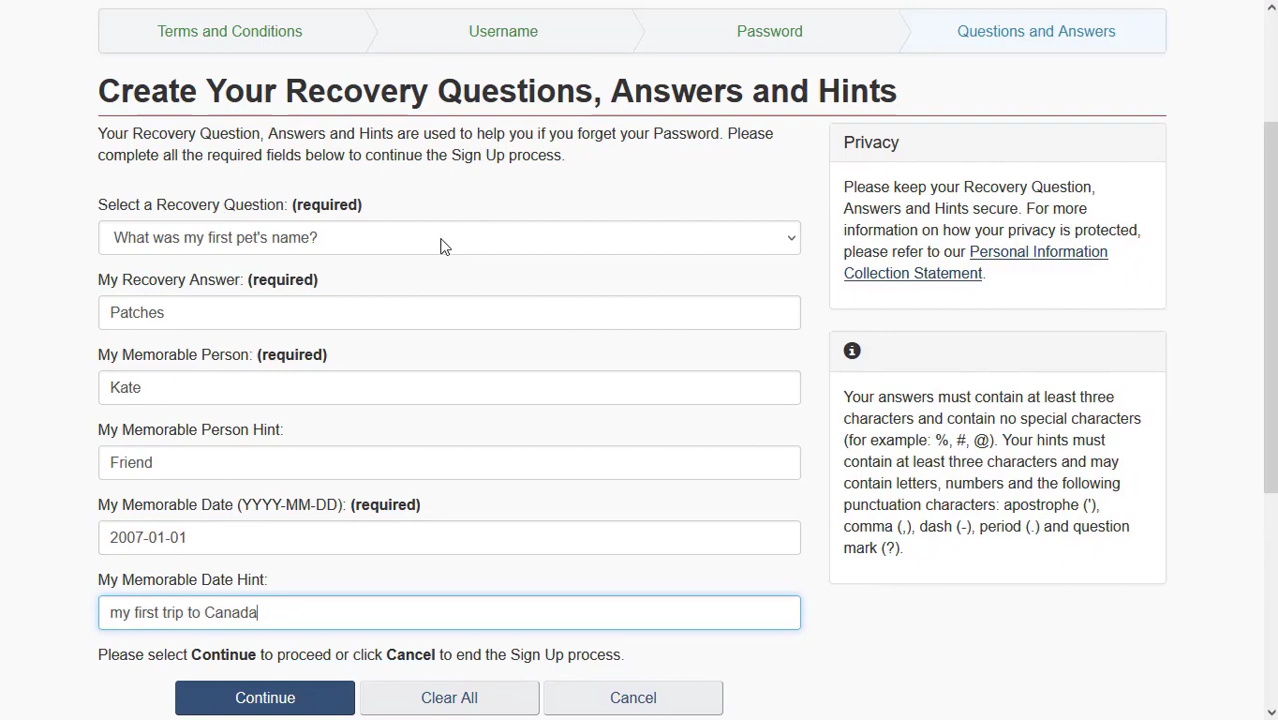 Terms and Conditions
Username
Password
Questions and Answers
Create Your Recovery Questions, Answers and Hints
Your Recovery Question, Answers and Hints are used to help you if you forget your Password. Please
complete all the required fields below to continue the Sign Up process.
Select a Recovery Question: (required)
What was my first pet's name?
My Recovery Answer: (required)
Patches
My Memorable Person: (required)
Kate
My Memorable Person Hint:
Friend
My Memorable Date (YYYY-MM-DD): (required)
2007-01-01
My Memorable Date Hint:
my first trip to Canada
Please select Continue to proceed or click Cancel to end the Sign Up process.
Continue
Clear All
Cancel
Privacy
Please keep your Recovery Question,
Answers and Hints secure. For more
information on how your privacy is protected,
please refer to our Personal Information
Collection Statement.
Your answers must contain at least three
characters and contain no special characters
(for example: %, #, @). Your hints must
contain at least three characters and may
contain letters, numbers and the following
punctuation characters: apostrophe ('),
comma (,), dash (-), period (.) and question
mark (?).